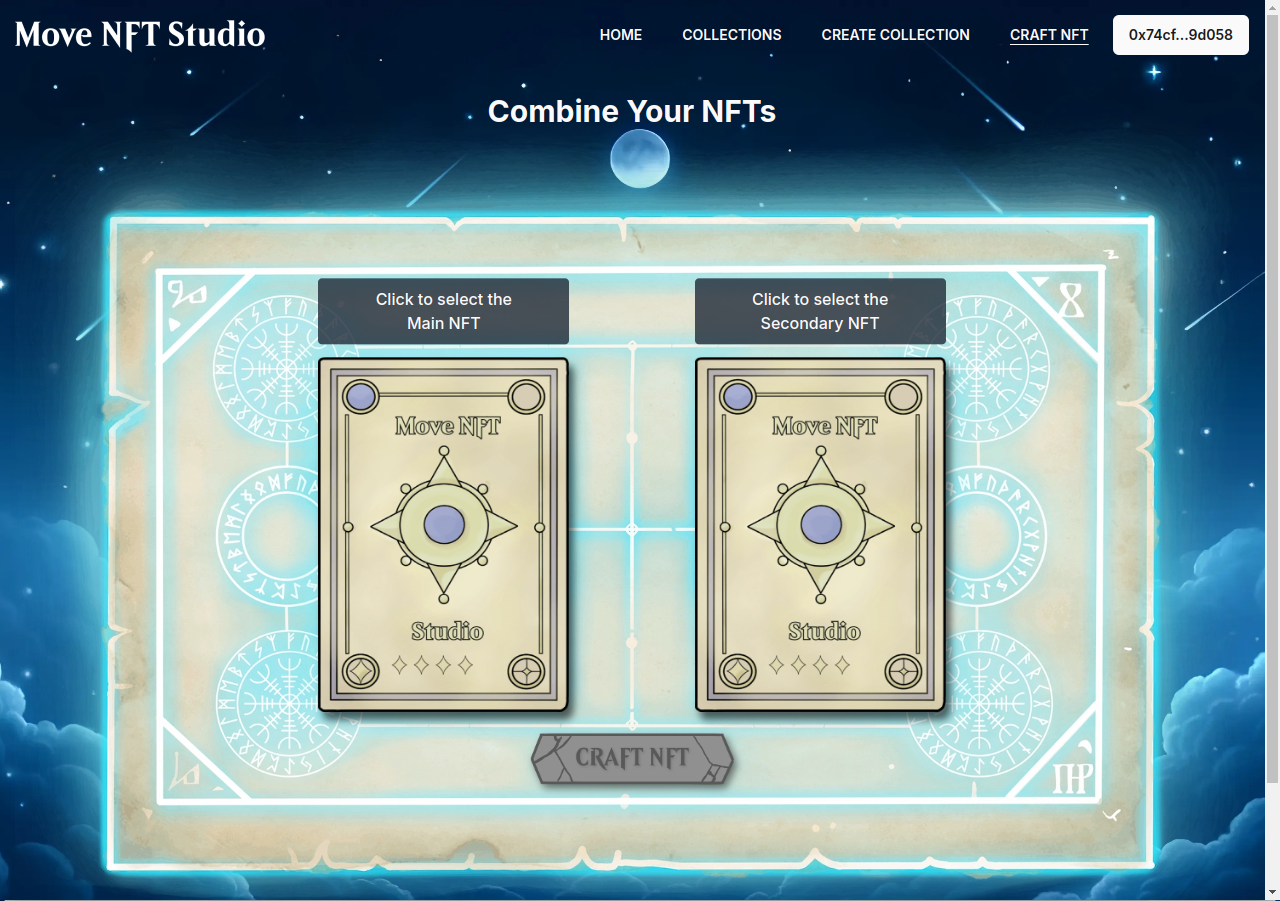 Move NFT Studio
HOME COLLECTIONS CREATE COLLECTION CRAFT NFT 0x74cf...9d058
Combine Your NFTs
Click to select the
Main NFT
Click to select the
Secondary NFT
Move NFT
Studio
Move NFT
Studio
CRAFT NFT